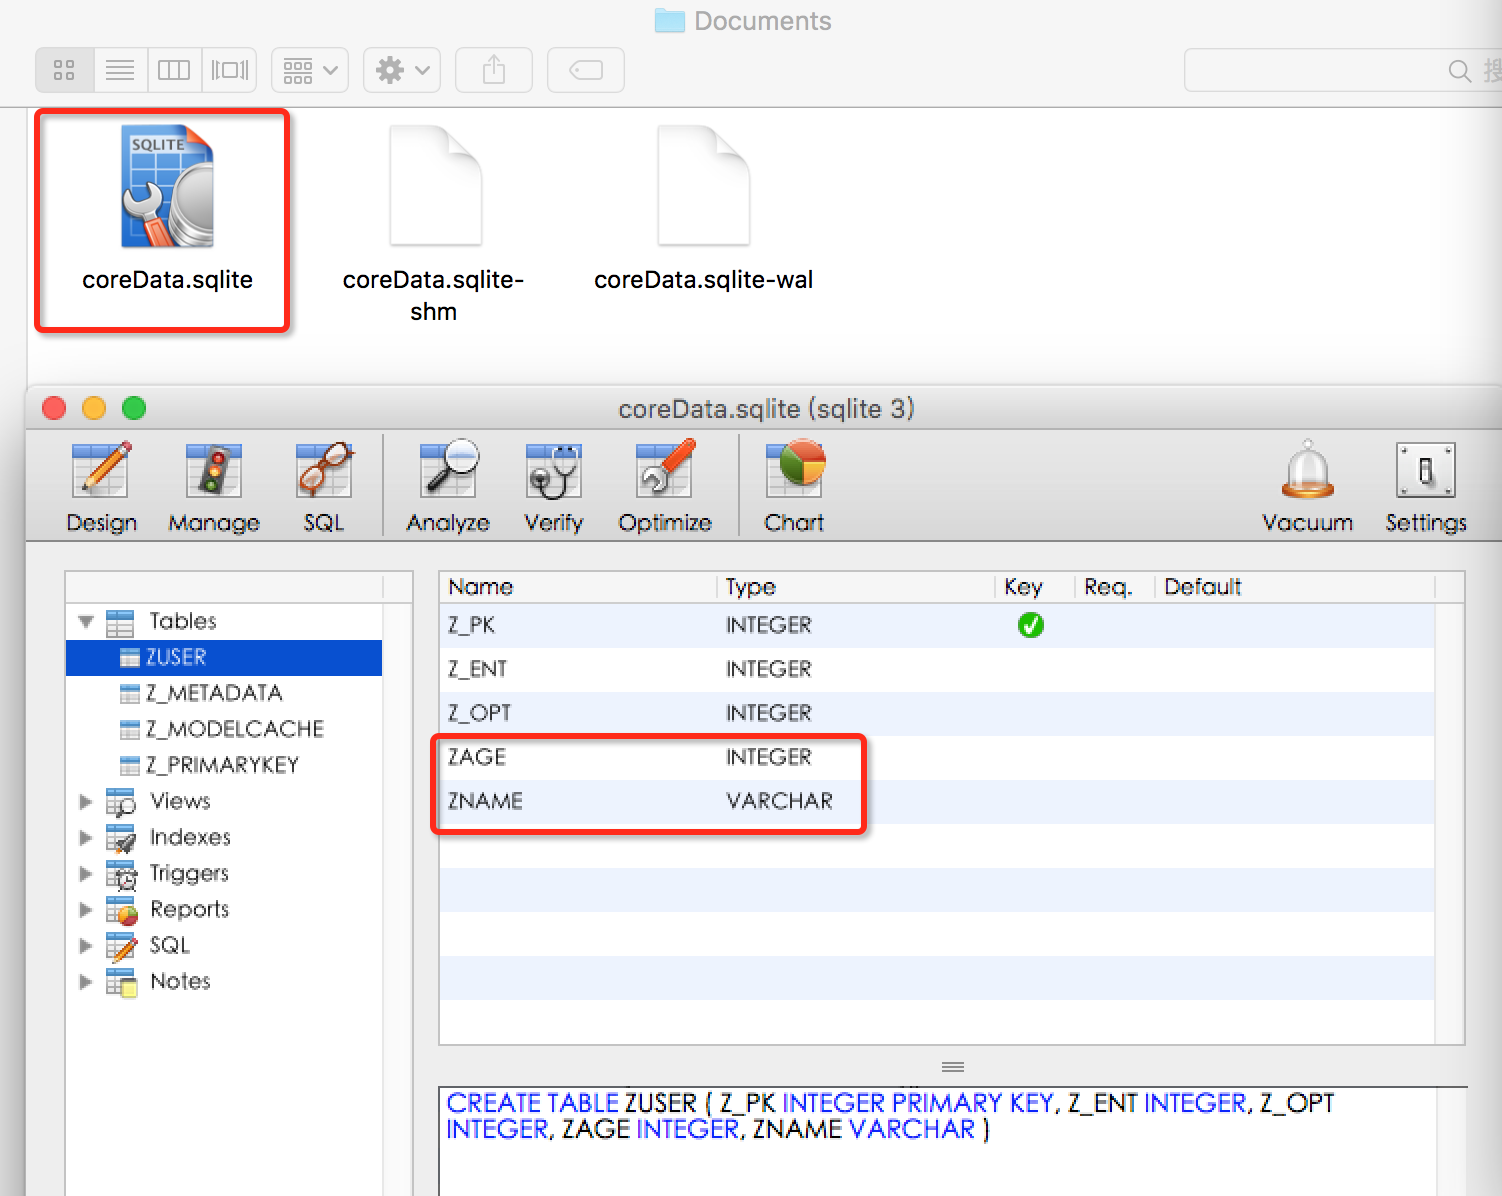 Documents
搜
SQLITE
coreData.sqlite
coreData.sqlite-
shm
coreData.sqlite-wal
coreData.sqlite (sqlite 3)
Design
Manage
SQL
Analyze
Verify
Optimize
Chart
Vacuum
Settings
Tables
ZUSER
Z_METADATA
Z_MODELCACHE
Z_PRIMARYKEY
Views
Indexes
Triggers
Reports
SQL
Notes
Name Type Key Req. Default
Z_PK INTEGER
Z_ENT INTEGER
Z_OPT INTEGER
ZAGE INTEGER
ZNAME VARCHAR
CREATE TABLE ZUSER ( Z_PK INTEGER PRIMARY KEY, Z_ENT INTEGER, Z_OPT
INTEGER, ZAGE INTEGER, ZNAME VARCHAR )